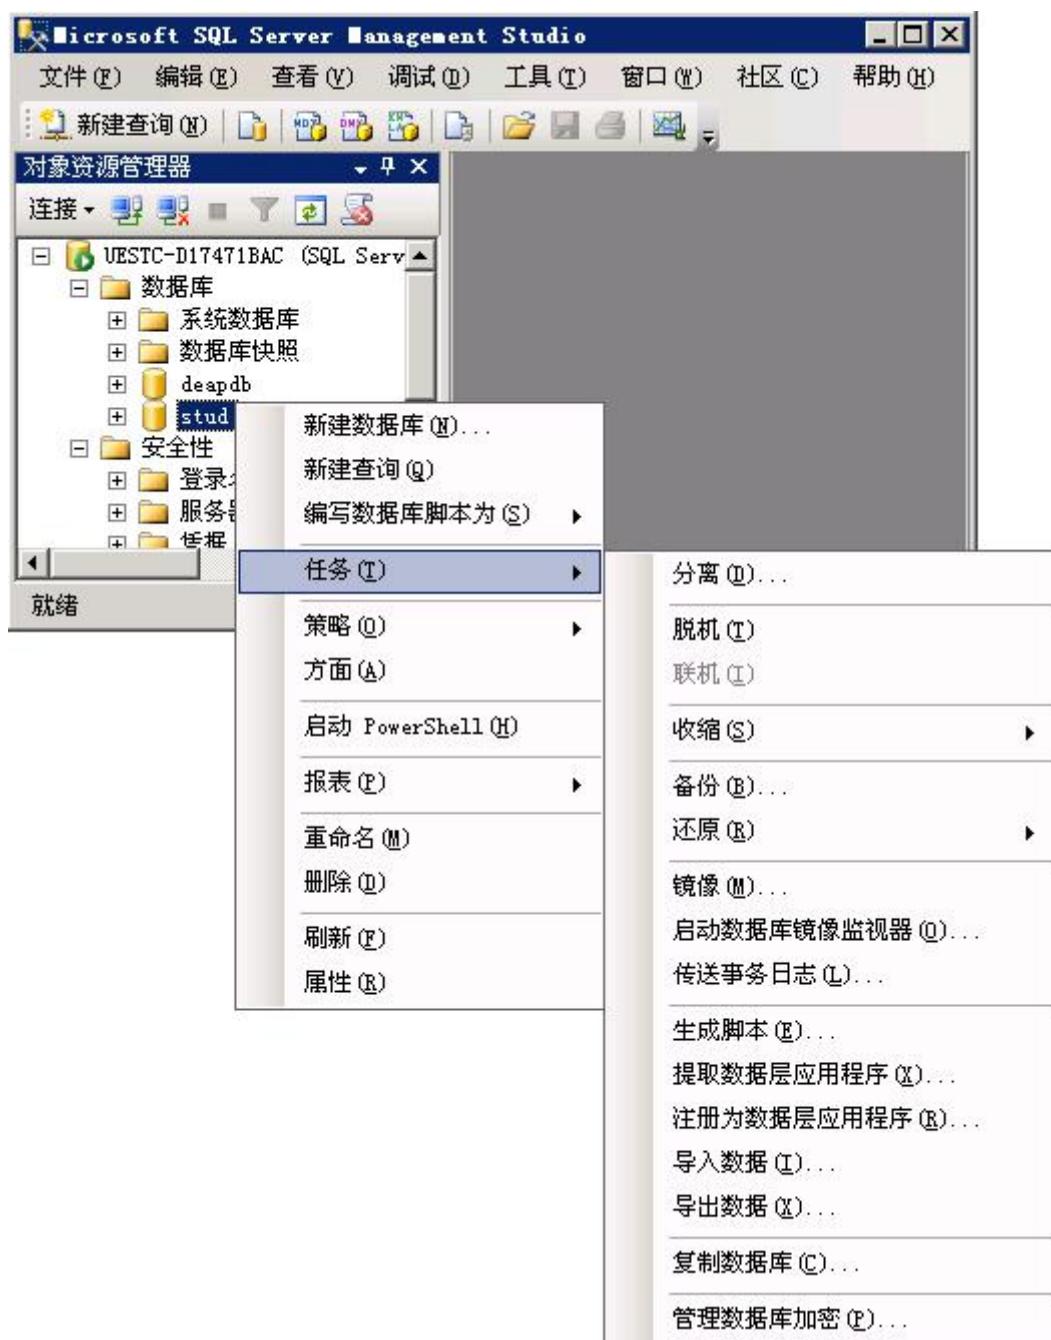 Microsoft SQL Server Management Studio
文件(F) 编辑(E) 查看(V) 调试(D) 工具(T) 窗口(W) 社区(C) 帮助(H)
新建查询(N)
对象资源管理器
连接
UESTC-D17471BAC (SQL Serv
数据库
系统数据库
数据库快照
deapdb
stud
安全性
登录
服务
凭据
就绪
新建数据库(N)...
新建查询(Q)
编写数据库脚本为(S)
任务(T)
策略(O)
方面(A)
启动 PowerShell(H)
报表(P)
重命名(M)
删除(D)
刷新(F)
属性(R)
分离(D)...
脱机(T)
联机(I)
收缩(S)
备份(B)...
还原(R)
镜像(M)...
启动数据库镜像监视器(O)...
传送事务日志(L)...
生成脚本(E)...
提取数据层应用程序(X)...
注册为数据层应用程序(R)...
导入数据(I)...
导出数据(X)...
复制数据库(C)...
管理数据库加密(P)...